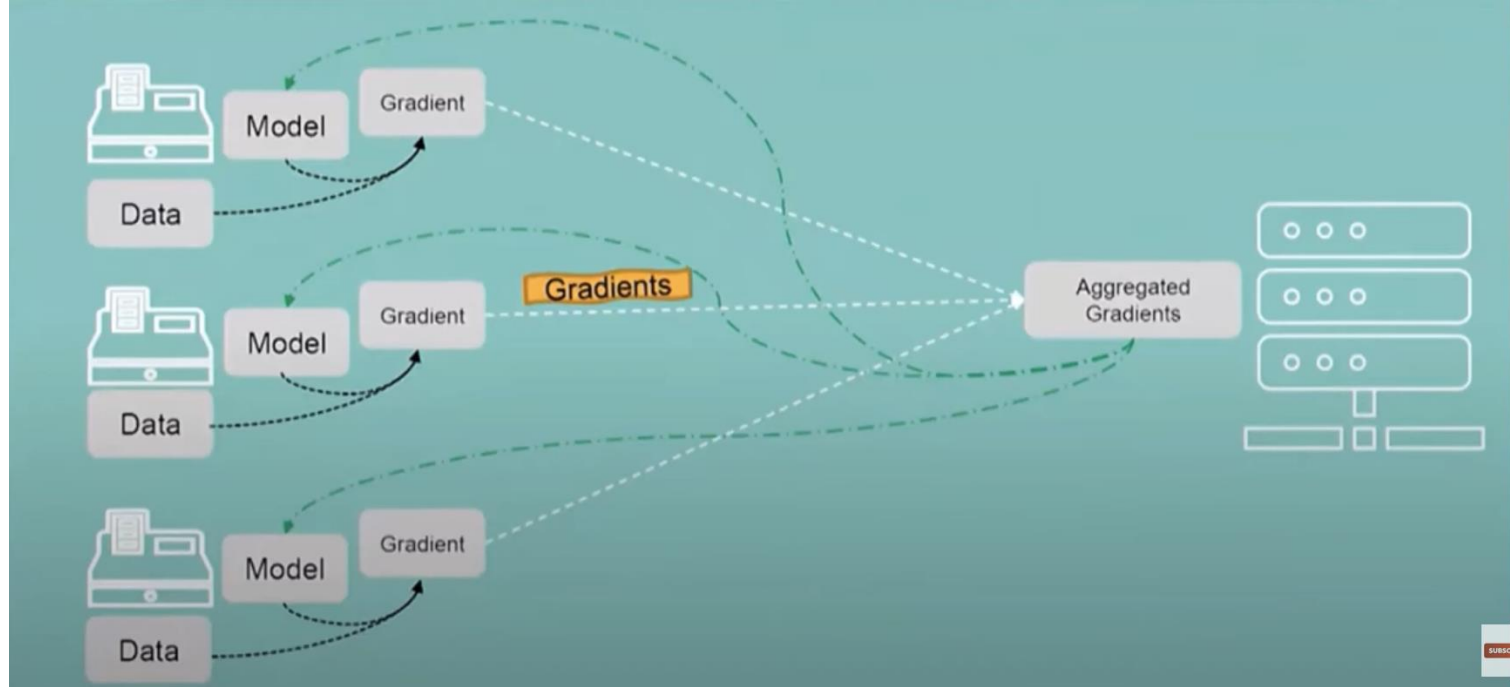 Gradient
Model
Data
Gradients
Gradient
Model
Data
Aggregated
Gradients
Gradient
Model
Data